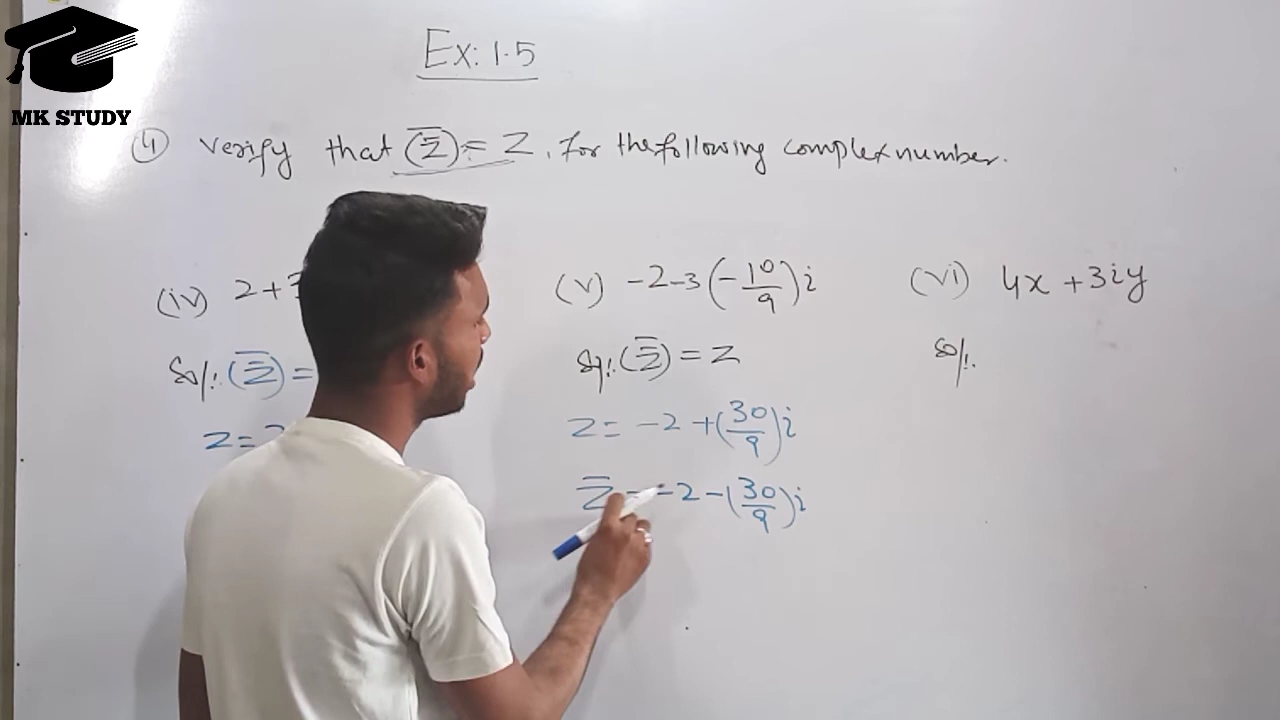 MK STUDY
Ex: 1.5
④ Verify that (z̿) = Z, for the following complex number.
(iv) 2+3
Sol: (z̿) =
z = 2
(v) -2-3(-10/9)i
Sol: (z̿) = z
z = -2 + (30/9)i
z̄ = -2 - (30/9)i
(vi) 4x + 3iy
Sol.